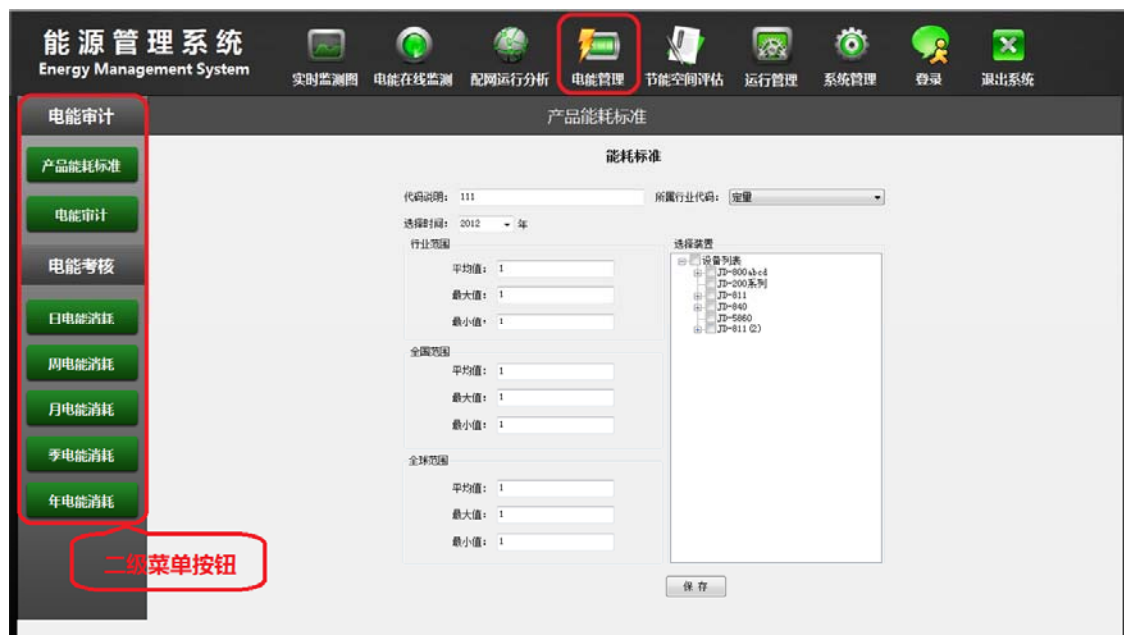 能源管理系统
Energy Management System
实时监测图 电能在线监测 配网运行分析 电能管理 节能空间评估 运行管理 系统管理 登录 退出系统
电能审计
产品能耗标准
产品能耗标准
电能审计
电能考核
日电能消耗
周电能消耗
月电能消耗
季电能消耗
年电能消耗
二级菜单按钮
能耗标准
代码说明: 111 所属行业代码: 定量
选择时间: 2012 年
行业范围
平均值: 1
最大值: 1
最小值: 1
全国范围
平均值: 1
最大值: 1
最小值: 1
全球范围
平均值: 1
最大值: 1
最小值: 1
选择装置
设备列表
JD-800abcd
JD-200系列
JD-811
JD-840
JD-5860
JD-811(2)
保存